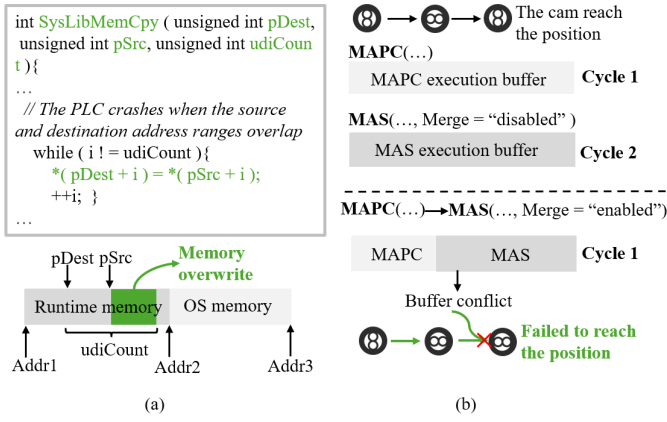 int SysLibMemCpy ( unsigned int pDest,
unsigned int pSrc, unsigned int udiCoun
t ){
…
// The PLC crashes when the source
and destination address ranges overlap
while ( i ! = udiCount ){
*( pDest + i ) = *( pSrc + i );
++i;  }
…
pDest pSrc
Memory
overwrite
Runtime memory
OS memory
udiCount
Addr1
Addr2
Addr3
(a)
The cam reach
the position
MAPC(…)
MAPC execution buffer
Cycle 1
MAS(…, Merge = “disabled” )
MAS execution buffer
Cycle 2
MAPC(…)
MAS(…, Merge = “enabled”)
MAPC
MAS
Cycle 1
Buffer conflict
Failed to reach
the position
(b)